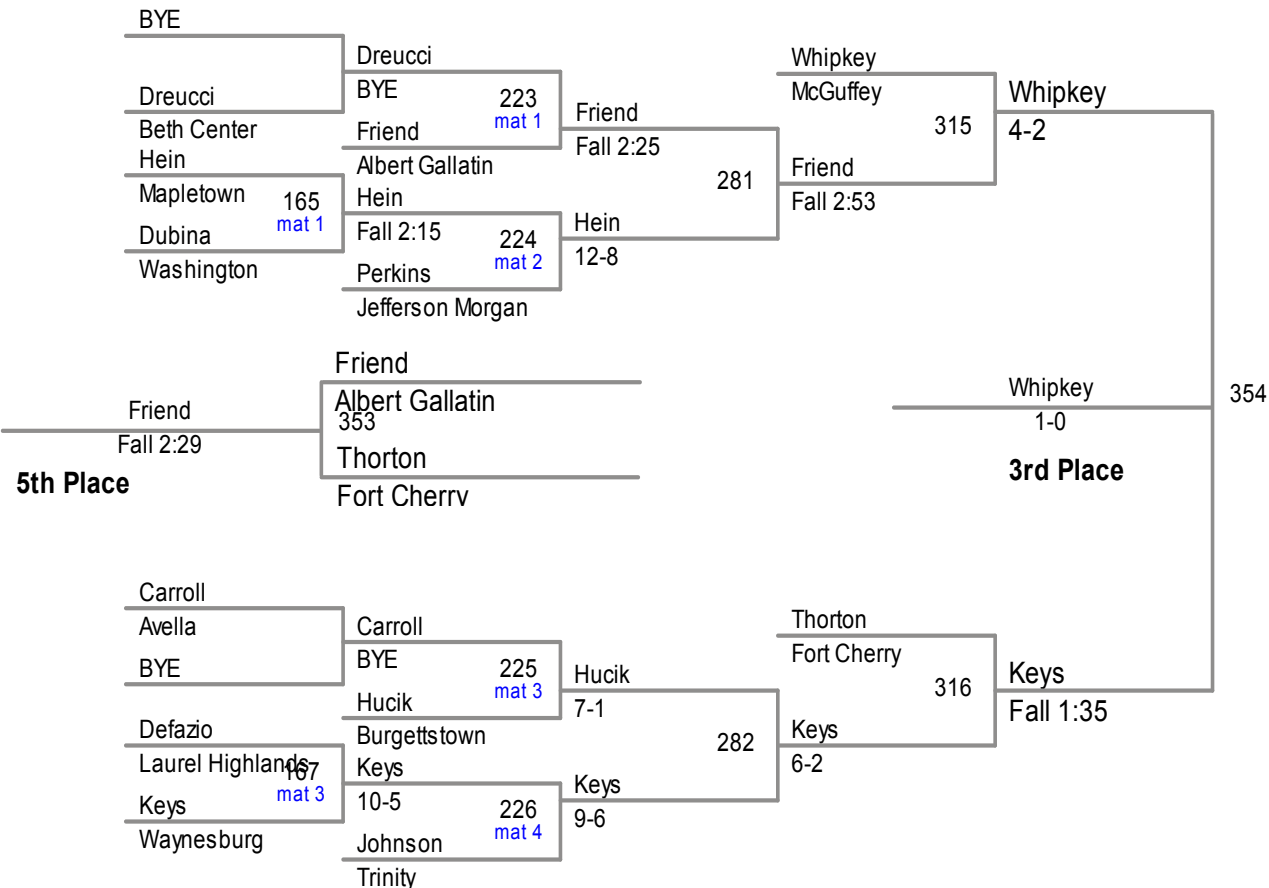 BYE
Dreucci
Beth Center
Hein
Mapletown
165
mat 1
Dubina
Washington
Dreucci
BYE
223
mat 1
Friend
Albert Gallatin
Hein
Fall 2:15
224
mat 2
Perkins
Jefferson Morgan
Friend
Fall 2:25
281
Hein
12-8
Whipkey
McGuffey
315
Friend
Fall 2:53
Whipkey
4-2
Friend
Albert Gallatin
353
Thorton
Fort Cherry
Friend
Fall 2:29
5th Place
Whipkey
1-0
3rd Place
354
Carroll
Avella
BYE
Defazio
Laurel Highlands
167
mat 3
Keys
Waynesburg
Carroll
BYE
225
mat 3
Hucik
Burgettstown
Keys
10-5
226
mat 4
Johnson
Trinity
Hucik
7-1
282
Keys
9-6
Thorton
Fort Cherry
316
Keys
6-2
Keys
Fall 1:35